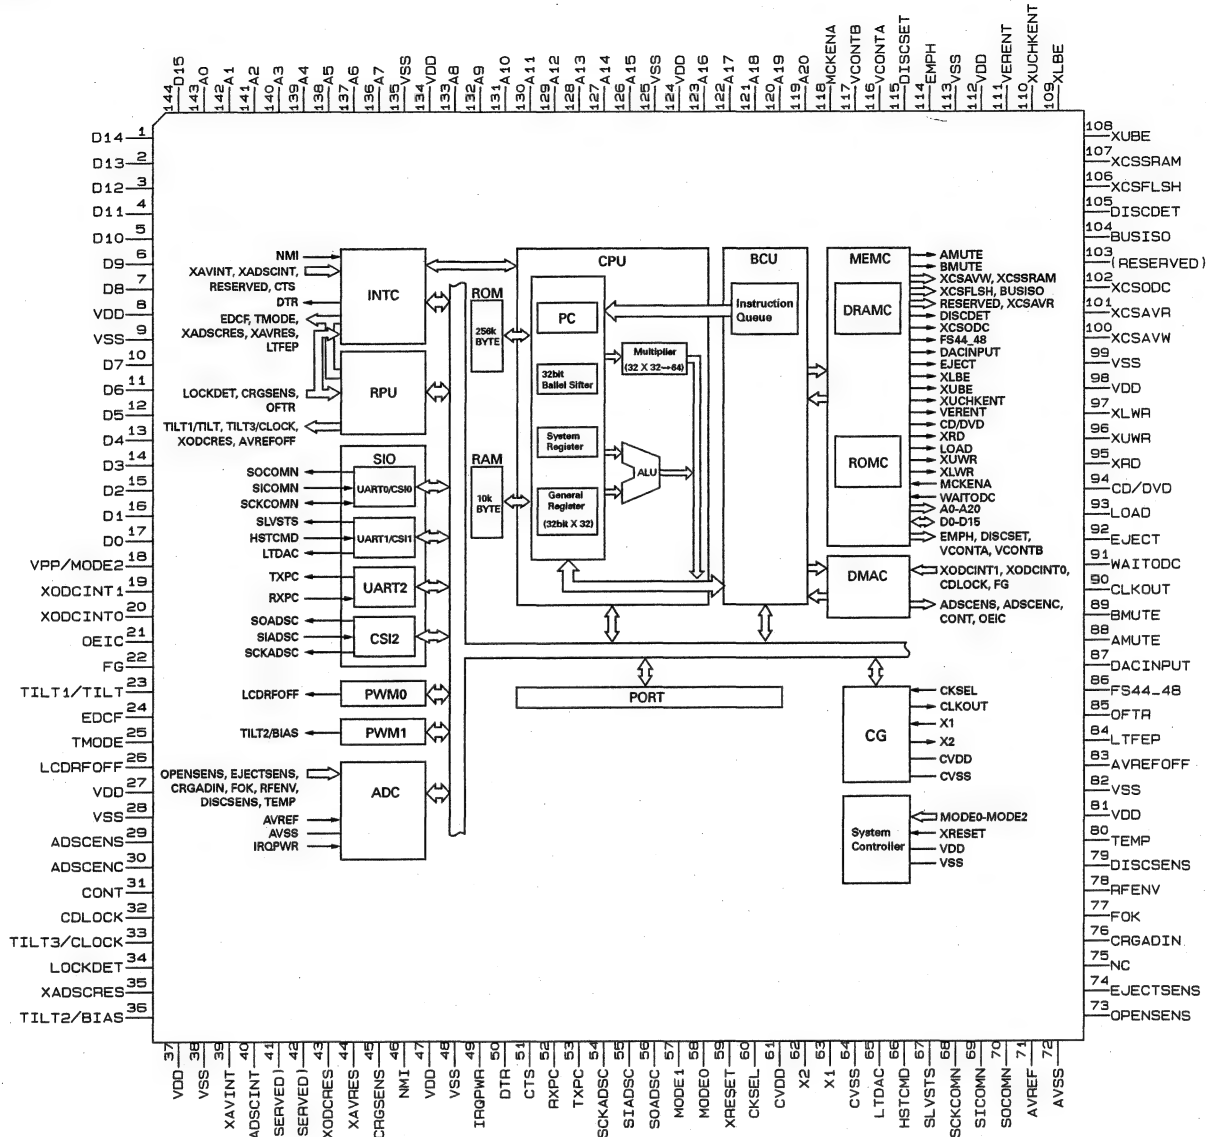 144 D15
143 A0
142 A1
141 A2
140 A3
139 A4
138 A5
137 A6
136 A7
135 VSS
134 VDD
133 A8
132 A9
131 A10
130 A11
129 A12
128 A13
127 A14
126 A15
125 VSS
124 VDD
123 A16
122 A17
121 A18
120 A19
119 A20
118 MCKENA
117 VCONTB
116 VCONTA
115 DISCSET
114 EMPH
113 VSS
112 VDD
111 VERENT
110 XUCHKENT
109 XLBE
D14 1
D13 2
D12 3
D11 4
D10 5
D9 6
D8 7
VDD 8
VSS 9
D7 10
D6 11
D5 12
D4 13
D3 14
D2 15
D1 16
D0 17
VPP/MODE2 18
XODCINT1 19
XODCINT0 20
OEIC 21
FG 22
TILT1/TILT 23
EDCF 24
TMODE 25
LCDRFOFF 26
VDD 27
VSS 28
ADSCENS 29
ADSCENC 30
CONT 31
CDLOCK 32
TILT3/CLOCK 33
LOCKDET 34
XADSCRES 35
TILT2/BIAS 36
NMI
XAVINT, XADSCINT,
RESERVED, CTS
DTR
EDCF, TMODE,
XADSCRES, XAVRES,
LTFEP
LOCKDET, CRGSENS,
OFTR
TILT1/TILT, TILT3/CLOCK,
XODCRES, AVREFOFF
INTC
RPU
SIO
SOCOMN
SICOMN
SCKCOMN
UART0/CSI0
SLVSTS
HSTCMD
LTDAC
UART1/CSI1
TXPC
RXPC
UART2
SOADSC
SIADSC
SCKADSC
CSI2
LCDRFOFF
PWM0
TILT2/BIAS
PWM1
OPENSENS, EJECTSENS,
CRGADIN, FOK, RFENV,
DISCSENS, TEMP
AVREF
AVSS
IRQPWR
ADC
ROM
256k
BYTE
RAM
10k
BYTE
CPU
PC
32bit
Ballel Sifter
System
Register
General
Register
(32bit X 32)
Multiplier
(32 X 32→64)
ALU
BCU
Instruction
Queue
PORT
MEMC
DRAMC
ROMC
AMUTE
BMUTE
XCSAVW, XCSSRAM
XCSFLSH, BUSISO
RESERVED, XCSAVR
DISCDET
XCSODC
FS44_48
DACINPUT
EJECT
XLBE
XUBE
XUCHKENT
VERENT
CD/DVD
XRD
LOAD
XUWR
XLWR
MCKENA
WAITODC
A0-A20
D0-D15
EMPH, DISCSET,
VCONTA, VCONTB
DMAC
XODCINT1, XODCINT0,
CDLOCK, FG
ADSCENS, ADSCENC,
CONT, OEIC
CG
CKSEL
CLKOUT
X1
X2
CVDD
CVSS
System
Controller
MODE0-MODE2
XRESET
VDD
VSS
108 XUBE
107 XCSSRAM
106 XCSFLSH
105 DISCDET
104 BUSISO
103 (RESERVED)
102 XCSODC
101 XCSAVR
100 XCSAVW
99 VSS
98 VDD
97 XLWR
96 XUWR
95 XRD
94 CD/DVD
93 LOAD
92 EJECT
91 WAITODC
90 CLKOUT
89 BMUTE
88 AMUTE
87 DACINPUT
86 FS44_48
85 OFTR
84 LTFEP
83 AVREFOFF
82 VSS
81 VDD
80 TEMP
79 DISCSENS
78 RFENV
77 FOK
76 CRGADIN
75 NC
74 EJECTSENS
73 OPENSENS
37 VDD
38 VSS
39 XAVINT
40 ADSCINT
41 SERVED)
42 SERVED)
43 XODCRES
44 XAVRES
45 CRGSENS
46 NMI
47 VDD
48 VSS
49 IRQPWR
50 DTR
51 CTS
52 RXPC
53 TXPC
54 SCKADSC
55 SIADSC
56 SOADSC
57 MODE1
58 MODE0
59 XRESET
60 CKSEL
61 CVDD
62 X2
63 X1
64 CVSS
65 LTDAC
66 HSTCMD
67 SLVSTS
68 SCKCOMN
69 SICOMN
70 SOCOMN
71 AVREF
72 AVSS